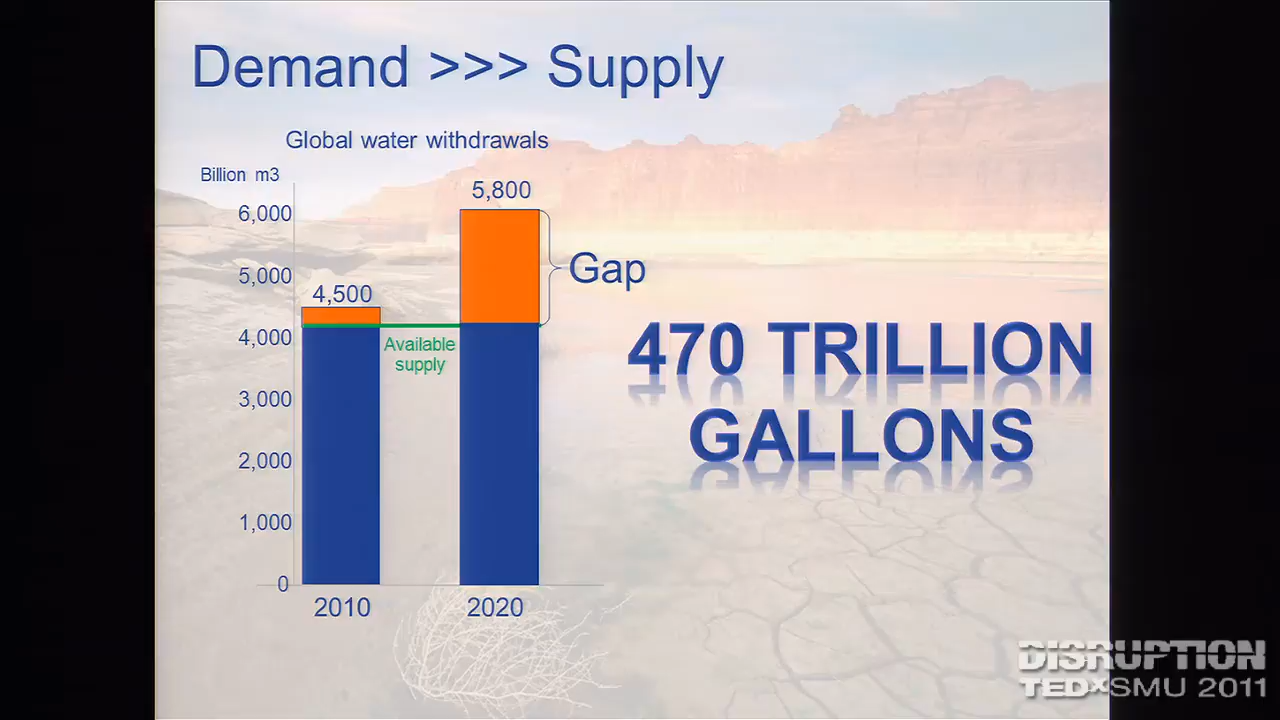 Demand >>> Supply
Global water withdrawals
Billion m3
5,800
6,000
5,000
Gap
4,500
4,000
Available
supply
470 TRILLION
GALLONS
3,000
2,000
1,000
0
2010
2020
DISRUPTION
TEDxSMU 2011